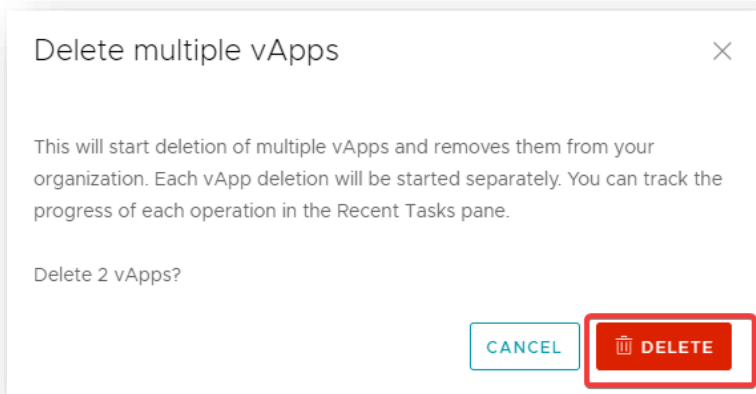 Delete multiple vApps
This will start deletion of multiple vApps and removes them from your
organization. Each vApp deletion will be started separately. You can track the
progress of each operation in the Recent Tasks pane.
Delete 2 vApps?
CANCEL
DELETE